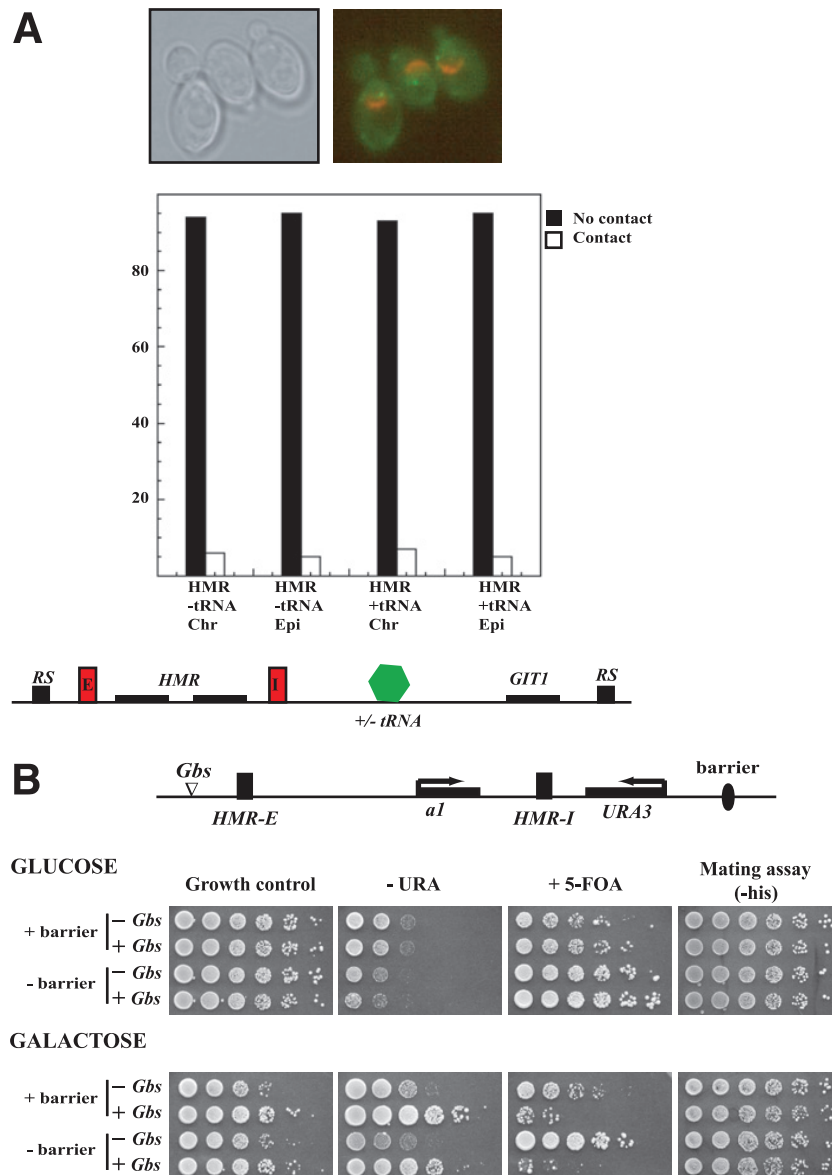 A
No contact
Contact
80
60
40
20
HMR -tRNA Chr
HMR -tRNA Epi
HMR +tRNA Chr
HMR +tRNA Epi
RS E HMR I GIT1 RS
+/- tRNA
B
Gbs barrier
HMR-E a1 HMR-I URA3
GLUCOSE
Growth control - URA + 5-FOA Mating assay (-his)
+ barrier − Gbs
+ Gbs
- barrier − Gbs
+ Gbs
GALACTOSE
+ barrier − Gbs
+ Gbs
- barrier − Gbs
+ Gbs